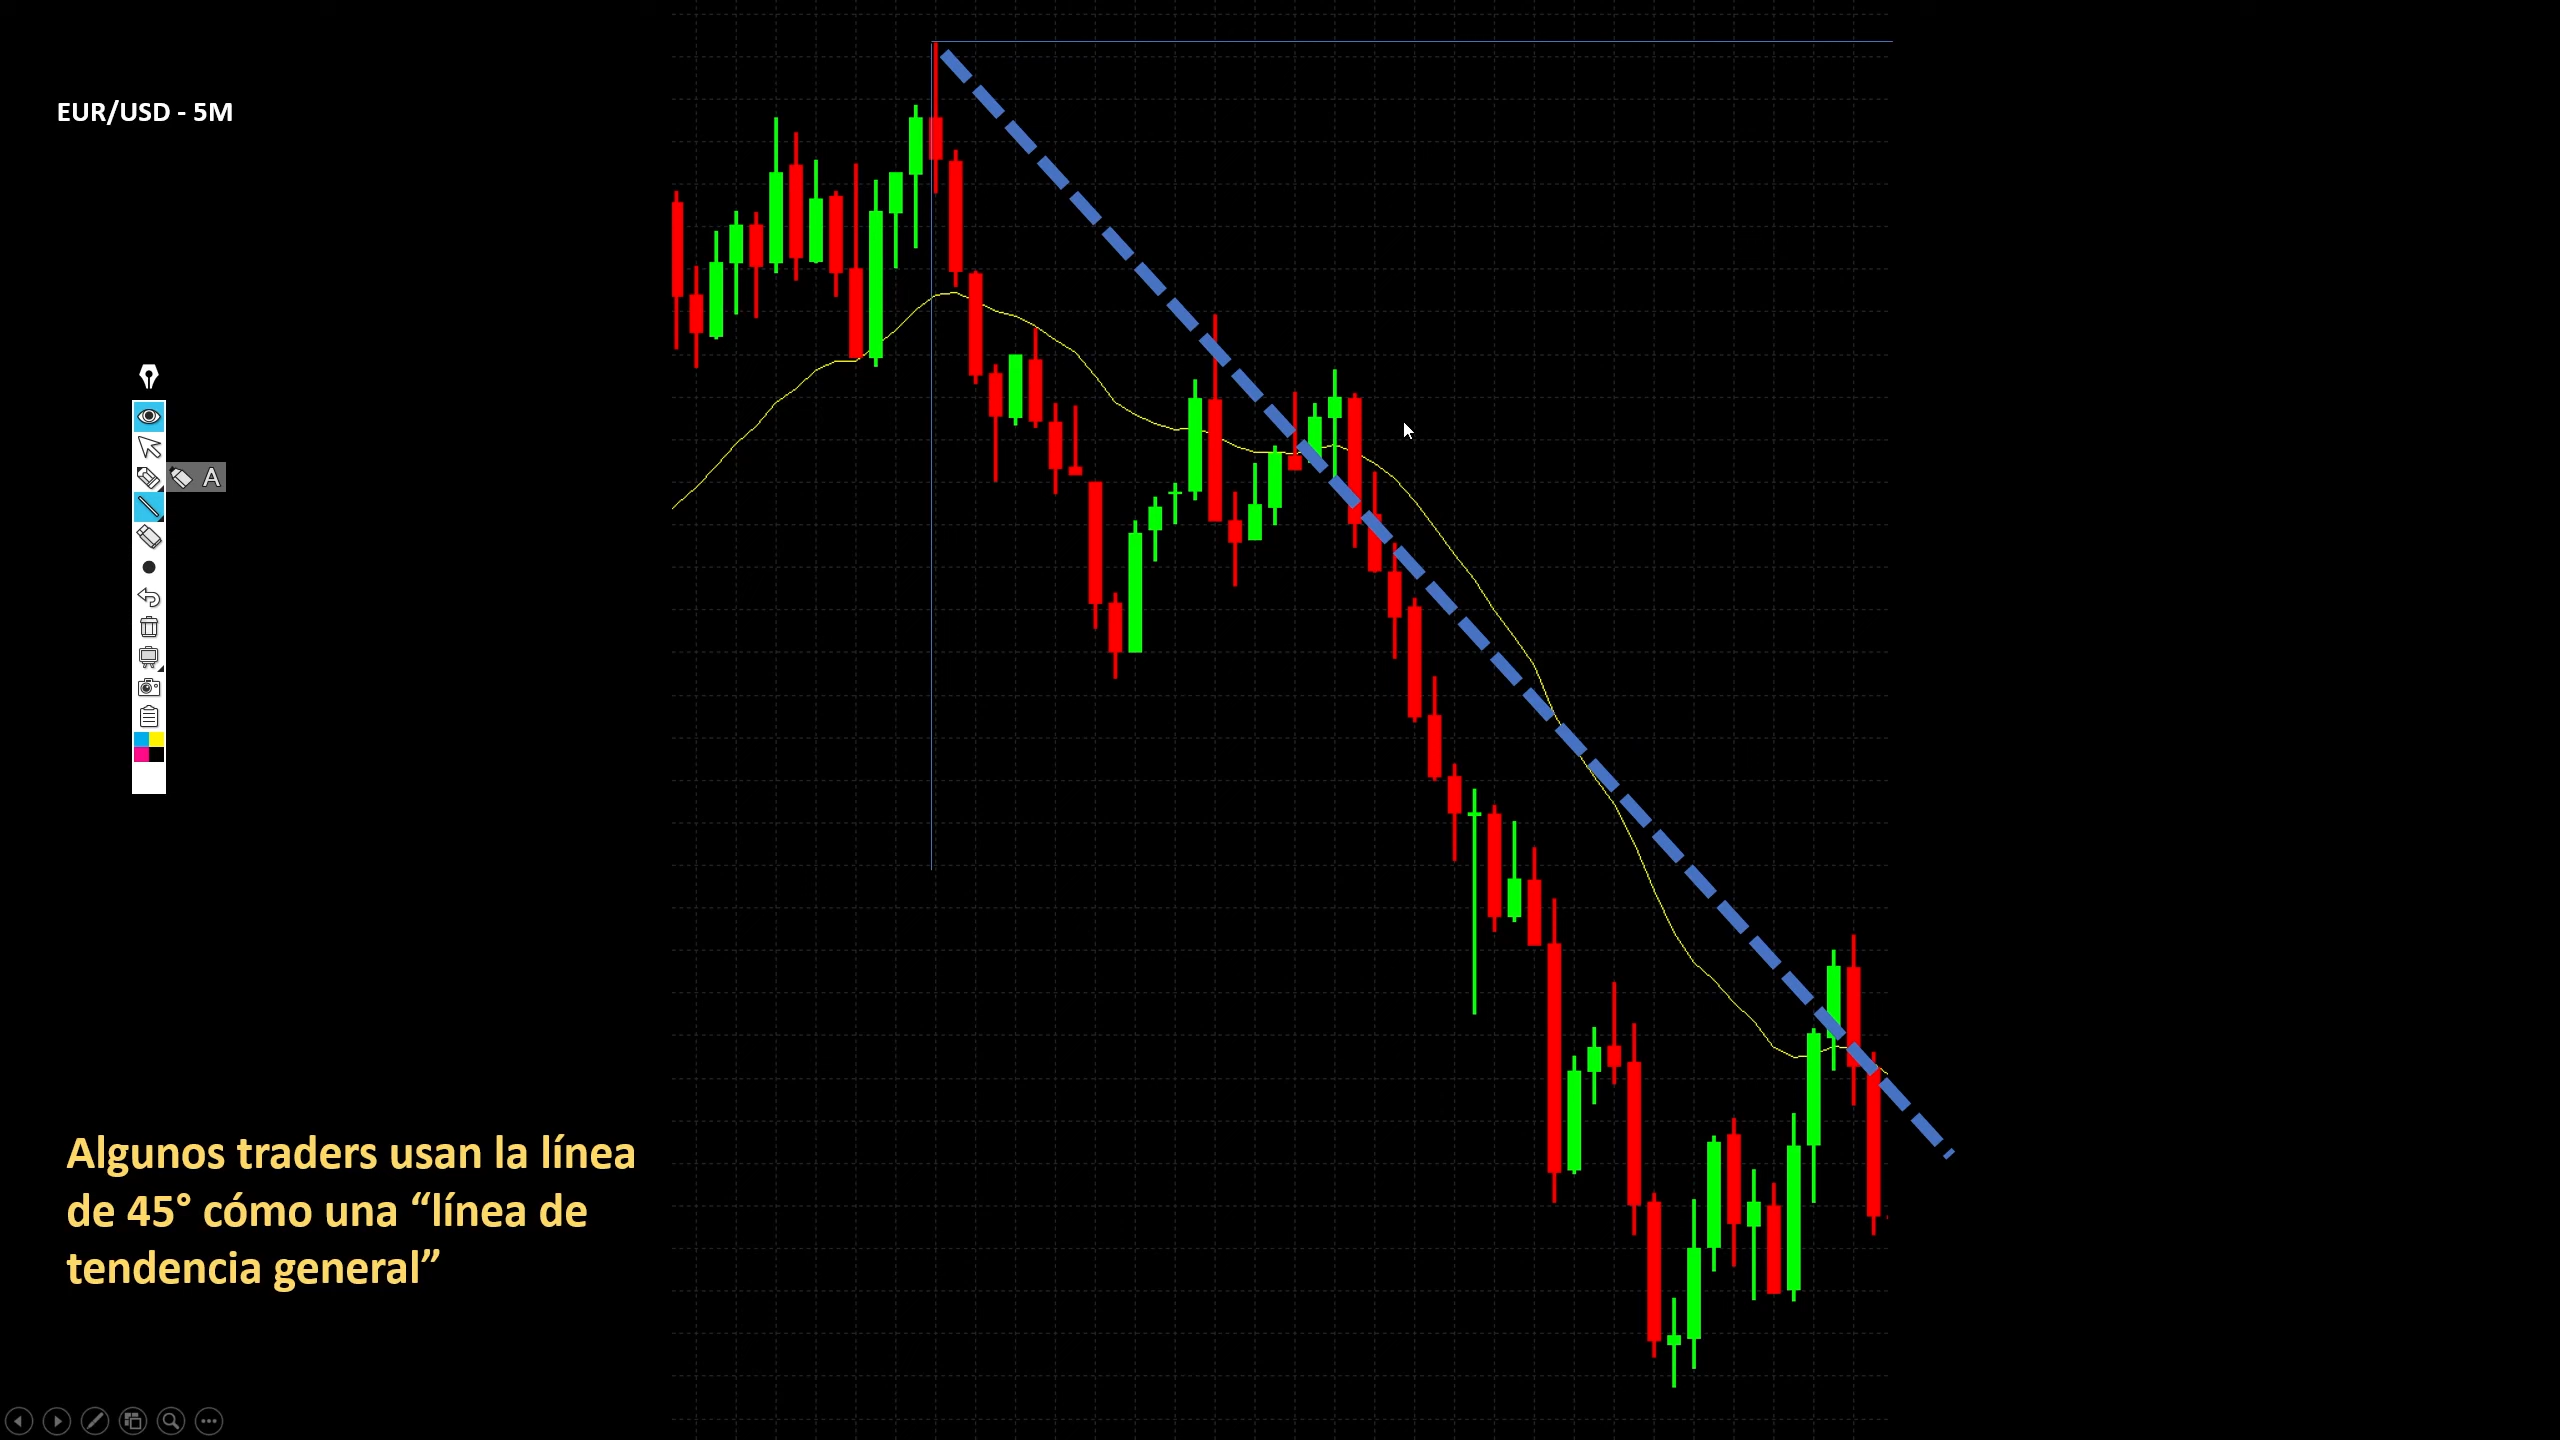 EUR/USD - 5M
A
Algunos traders usan la línea
de 45° cómo una “línea de
tendencia general”